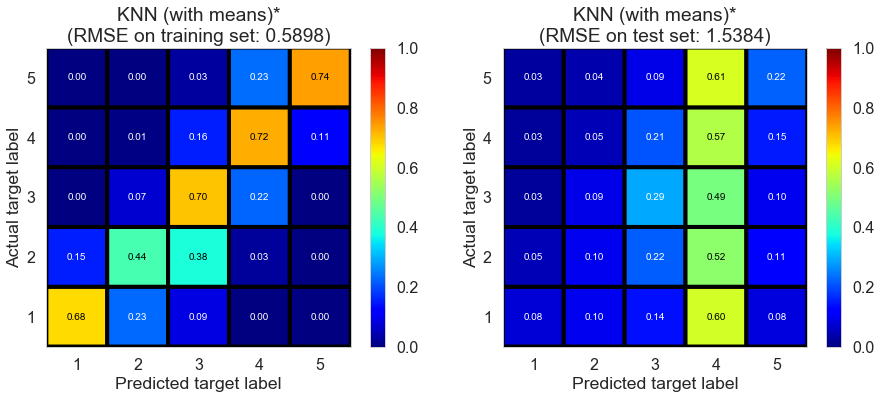 KNN (with means)*
(RMSE on training set: 0.5898)
Actual target label
5 0.00 0.00 0.03 0.23 0.74
4 0.00 0.01 0.16 0.72 0.11
3 0.00 0.07 0.70 0.22 0.00
2 0.15 0.44 0.38 0.03 0.00
1 0.68 0.23 0.09 0.00 0.00
1 2 3 4 5
Predicted target label
1.0
0.8
0.6
0.4
0.2
0.0
KNN (with means)*
(RMSE on test set: 1.5384)
Actual target label
5 0.03 0.04 0.09 0.61 0.22
4 0.03 0.05 0.21 0.57 0.15
3 0.03 0.09 0.29 0.49 0.10
2 0.05 0.10 0.22 0.52 0.11
1 0.08 0.10 0.14 0.60 0.08
1 2 3 4 5
Predicted target label
1.0
0.8
0.6
0.4
0.2
0.0